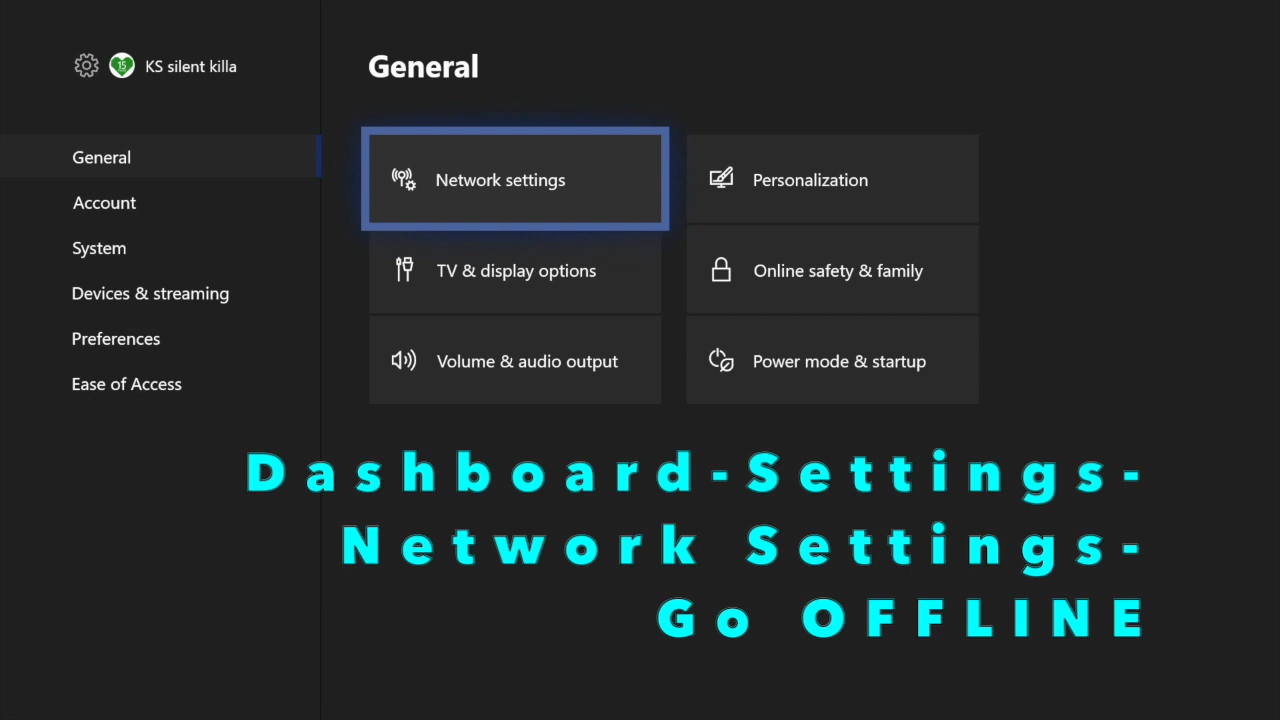 15
KS silent killa
General
General
Account
System
Devices & streaming
Preferences
Ease of Access
Network settings
Personalization
TV & display options
Online safety & family
Volume & audio output
Power mode & startup
Dashboard-Settings-
Network Settings-
Go OFFLINE